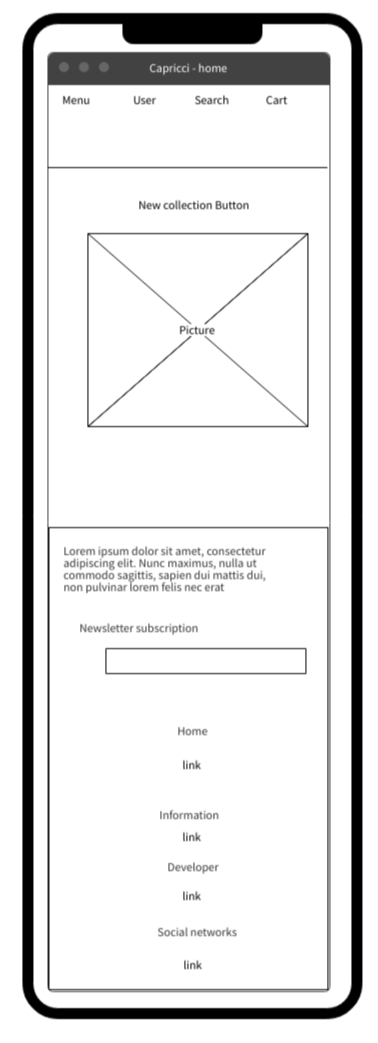 Capricci - home
Menu User Search Cart
New collection Button
Picture
Lorem ipsum dolor sit amet, consectetur
adipiscing elit. Nunc maximus, nulla ut
commodo sagittis, sapien dui mattis dui,
non pulvinar lorem felis nec erat
Newsletter subscription
Home
link
Information
link
Developer
link
Social networks
link